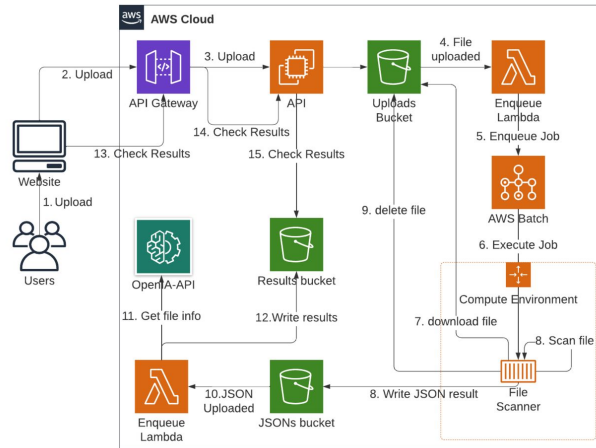 aws
AWS Cloud
2. Upload
3. Upload
4. File
uploaded
API Gateway
API
Uploads
Bucket
Enqueue
Lambda
14. Check Results
13. Check Results
15. Check Results
5. Enqueue Job
Website
1. Upload
9. delete file
AWS Batch
6. Execute Job
Users
OpenIA-API
Results bucket
Compute Environment
11. Get file info
12.Write results
7. download file
8. Scan file
10.JSON
Uploaded
8. Write JSON result
File
Scanner
Enqueue
Lambda
JSONs bucket